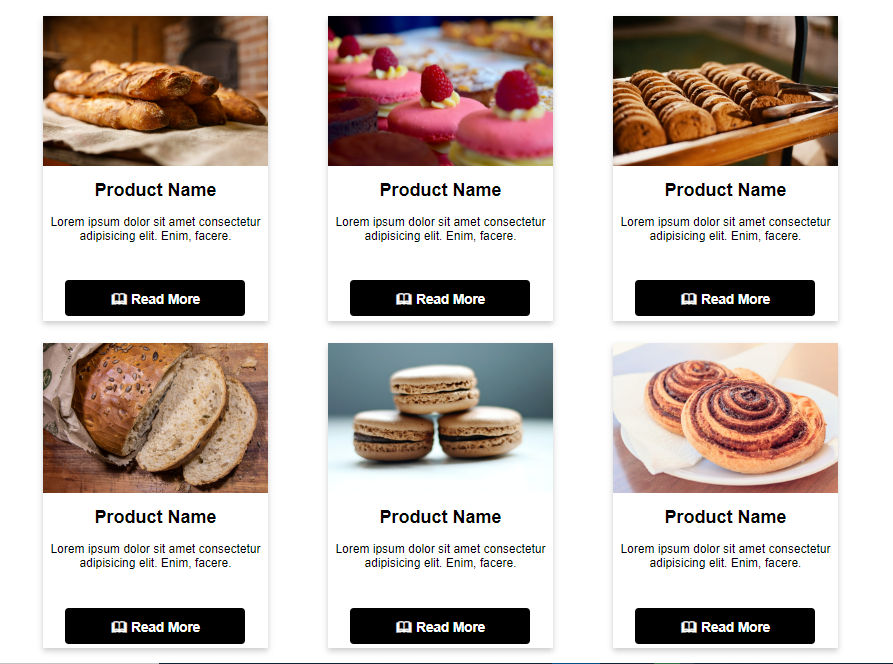 Product Name
Lorem ipsum dolor sit amet consectetur
adipisicing elit. Enim, facere.
Read More
Product Name
Lorem ipsum dolor sit amet consectetur
adipisicing elit. Enim, facere.
Read More
Product Name
Lorem ipsum dolor sit amet consectetur
adipisicing elit. Enim, facere.
Read More
Product Name
Lorem ipsum dolor sit amet consectetur
adipisicing elit. Enim, facere.
Read More
Product Name
Lorem ipsum dolor sit amet consectetur
adipisicing elit. Enim, facere.
Read More
Product Name
Lorem ipsum dolor sit amet consectetur
adipisicing elit. Enim, facere.
Read More